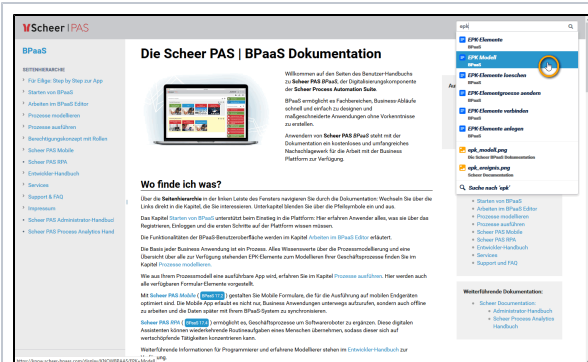 Scheer PAS
epk
BPaaS
SEITENHIERARCHIE
Für Eilige: Step by Step zur App
Starten von BPaaS
Arbeiten im BPaaS Editor
Prozesse modellieren
Prozesse ausführen
Berechtigungskonzept mit Rollen
Scheer PAS Mobile
Scheer PAS RPA
Entwickler-Handbuch
Services
Support & FAQ
Impressum
Scheer PAS Administrator-Handbuc
Scheer PAS Process Analytics Hand
Die Scheer PAS | BPaaS Dokumentation
Willkommen auf den Seiten des Benutzer-Handbuchs
zu Scheer PAS BPaaS, der Digitalisierungskomponente
der Scheer Process Automation Suite.
BPaaS ermöglicht es Fachbereichen, Business-Abläufe
schnell und einfach zu designen und
maßgeschneiderte Anwendungen ohne Vorkenntnisse
zu erstellen.
Anwendern von Scheer PAS BPaaS steht mit der
Dokumentation ein kostenloses und umfangreiches
Nachschlagewerk für die Arbeit mit der Business
Plattform zur Verfügung.
Wo finde ich was?
Über die Seitenhierarchie in der linken Leiste des Fensters navigieren Sie durch die Dokumentation: Wechseln Sie über die
Links direkt in die Kapitel, die Sie interessieren. Unterkapitel blenden Sie über die Pfeilsymbole ein und aus.
Das Kapitel Starten von BPaaS unterstützt beim Einstieg in die Plattform: Hier erfahren Anwender alles, was sie über das
Registrieren, Einloggen und die ersten Schritte auf der Plattform wissen müssen.
Die Funktionalitäten der BPaaS-Benutzeroberfläche werden im Kapitel Arbeiten im BPaaS Editor erläutert.
Die Basis jeder Business Anwendung ist ein Prozess. Alles Wissenswerte über die Prozessmodellierung und eine
Übersicht über alle zur Verfügung stehenden EPK-Elemente zum Modellieren Ihrer Geschäftsprozesse finden Sie im
Kapitel Prozesse modellieren.
Wie aus Ihrem Prozessmodell eine ausführbare App wird, erfahren Sie im Kapitel Prozesse ausführen. Hier werden auch
alle verfügbaren Formular-Elemente vorgestellt.
Mit Scheer PAS Mobile ( BPaaS 17.2 ) gestalten Sie Mobile Formulare, die für die Ausführung auf mobilen Endgeräten
optimiert sind. Die Mobile App erlaubt es nicht nur, Business Anwendungen unterwegs aufzurufen, sondern auch offline
zu arbeiten und die Daten später mit Ihrem BPaaS-System zu synchronisieren.
Scheer PAS RPA ( BPaaS 17.4 ) ermöglicht es, Geschäftsprozesse um Softwareroboter zu ergänzen. Diese digitalen
Assistenten können wiederkehrende Routineaufgaben eines Menschen übernehmen, sodass dieser sich auf
wertschöpfende Tätigkeiten konzentrieren kann.
Weiterführende Informationen für Programmierer und erfahrene Modellierer stehen im Entwickler-Handbuch zur
ung.
EPK-Elemente
BPaaS
EPK Modell
BPaaS
EPK-Elemente loeschen
BPaaS
EPK-Elementgroesse aendern
BPaaS
EPK-Elemente verbinden
BPaaS
EPK-Elemente anlegen
BPaaS
epk_modell.png
Die Scheer BPaaS Dokumentation
epk_ereignis.png
Scheer Documentation
Suche nach 'epk'
Au
Starten von BPaaS
Arbeiten im BPaaS Editor
Prozesse modellieren
Prozesse ausführen
Scheer PAS Mobile
Scheer PAS RPA
Entwickler-Handbuch
Services
Support und FAQ
Weiterführende Dokumentation:
Scheer Documentation:
Administrator-Handbuch
Scheer Process Analytics
Handbuch